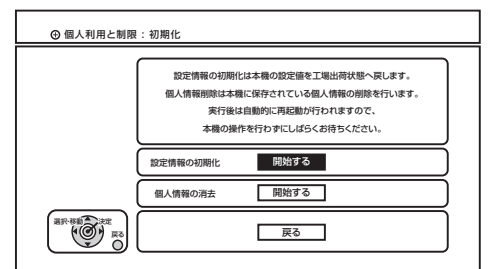 個人利用と制限：初期化
設定情報の初期化は本機の設定値を工場出荷状態へ戻します。
個人情報削除は本機に保存されている個人情報の削除を行います。
実行後は自動的に再起動が行われますので、
本機の操作を行わずにしばらくお待ちください。
設定情報の初期化 開始する
個人情報の消去 開始する
選択・移動 決定
戻る
戻る